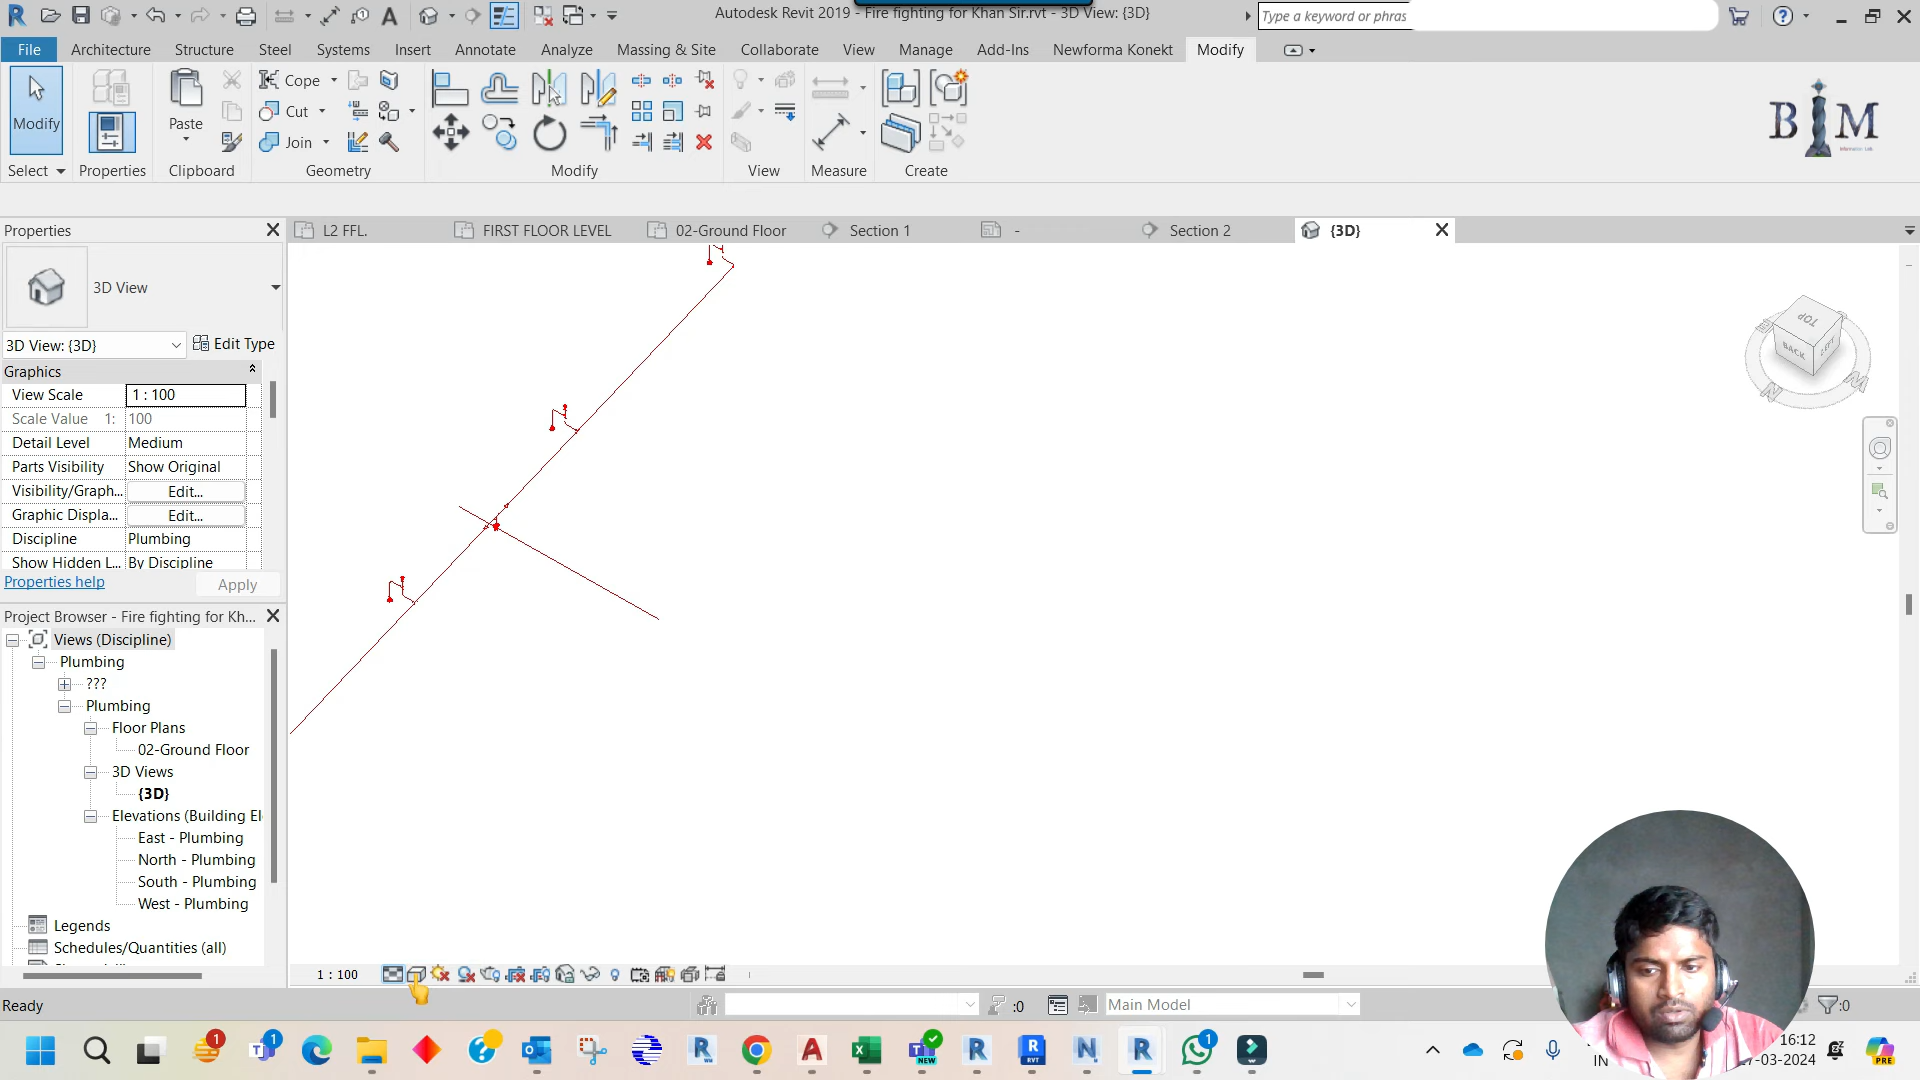 Autodesk Revit 2019 - Fire fighting for Khan Sir.rvt - 3D View: {3D}
Type a keyword or phras
File Architecture Structure Steel Systems Insert Annotate Analyze Massing & Site Collaborate View Manage Add-Ins Newforma Konekt Modify
Modify
Paste
Cope
Cut
Join
Select Properties Clipboard Geometry Modify View Measure Create
BIM
Properties
L2 FFL. FIRST FLOOR LEVEL 02-Ground Floor Section 1 - Section 2 {3D}
3D View
3D View: {3D} Edit Type
Graphics
View Scale 1 : 100
Scale Value 1: 100
Detail Level Medium
Parts Visibility Show Original
Visibility/Graph... Edit...
Graphic Displa... Edit...
Discipline Plumbing
Show Hidden L... By Discipline
Properties help Apply
TOP
BACK
LEFT
Project Browser - Fire fighting for Kh...
Views (Discipline)
Plumbing
???
Plumbing
Floor Plans
02-Ground Floor
3D Views
{3D}
Elevations (Building El
East - Plumbing
North - Plumbing
South - Plumbing
West - Plumbing
Legends
Schedules/Quantities (all)
1 : 100
Ready
:0
Main Model
:0
16:12
IN
-03-2024